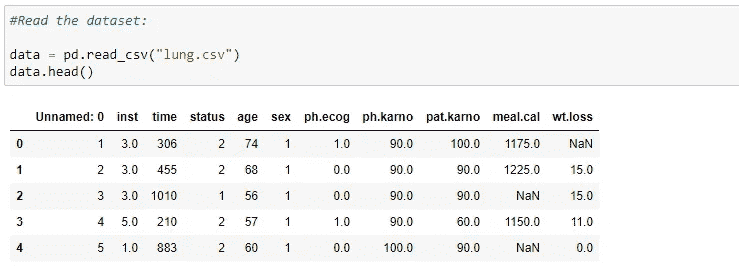 #Read the dataset:
data = pd.read_csv("lung.csv")
data.head()
Unnamed: 0 inst time status age sex ph.ecog ph.karno pat.karno meal.cal wt.loss
0 1 3.0 306 2 74 1 1.0 90.0 100.0 1175.0 NaN
1 2 3.0 455 2 68 1 0.0 90.0 90.0 1225.0 15.0
2 3 3.0 1010 1 56 1 0.0 90.0 90.0 NaN 15.0
3 4 5.0 210 2 57 1 1.0 90.0 60.0 1150.0 11.0
4 5 1.0 883 2 60 1 0.0 100.0 90.0 NaN 0.0